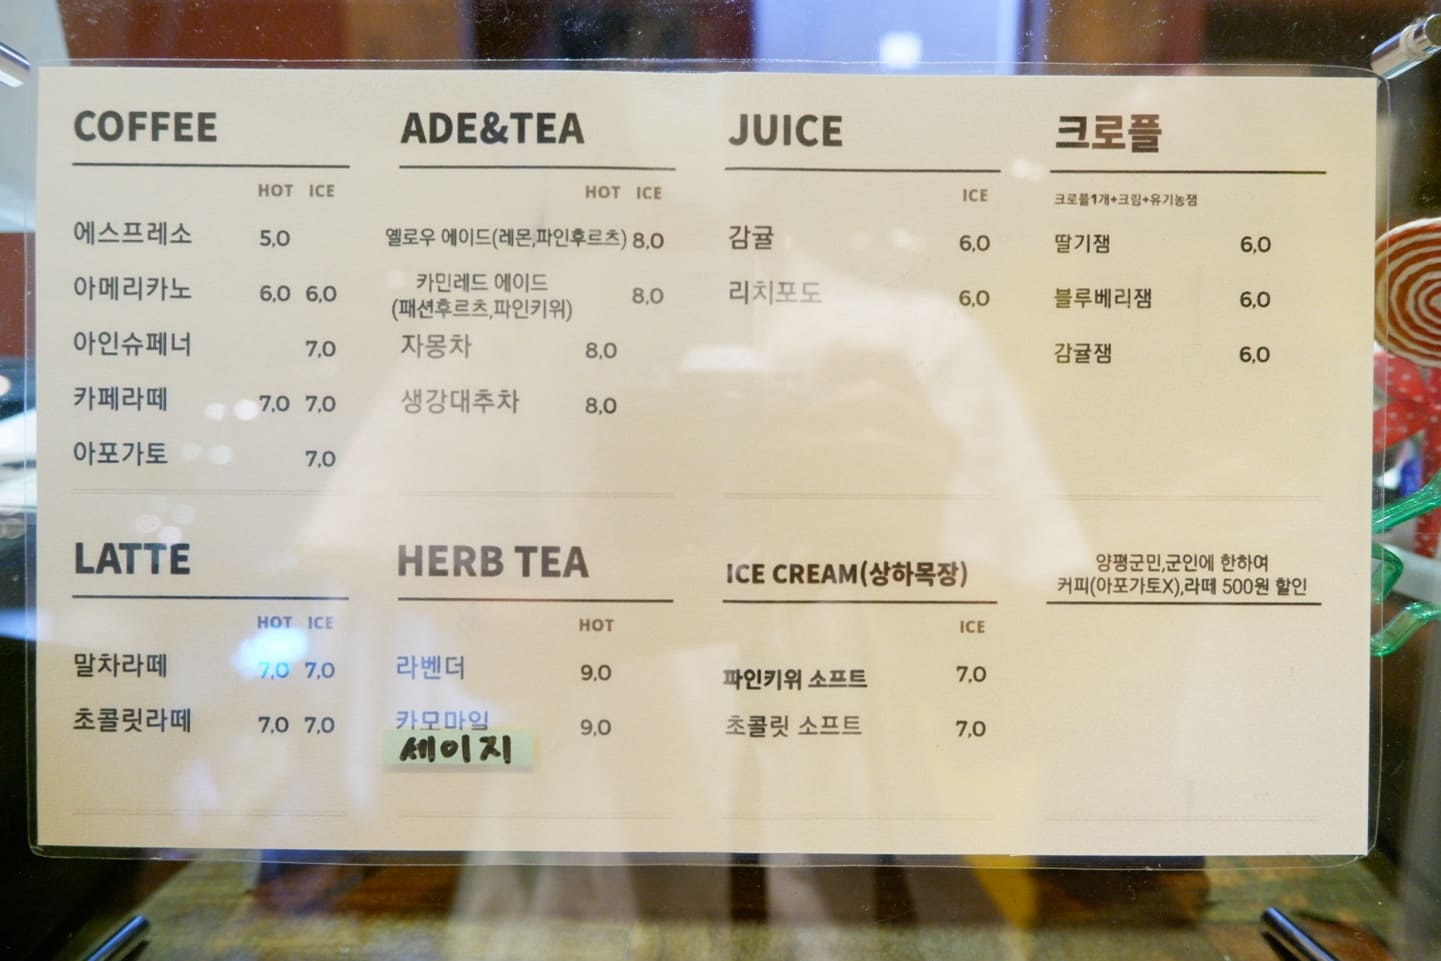 COFFEE
HOT ICE
에스프레소 5,0
아메리카노 6,0 6,0
아인슈페너 7,0
카페라떼 7,0 7,0
아포가토 7,0
ADE&TEA
HOT ICE
옐로우 에이드(레몬,파인후르츠) 8,0
카민레드 에이드
(패션후르츠,파인키위) 8,0
자몽차 8,0
생강대추차 8,0
JUICE
ICE
감귤 6,0
리치포도 6,0
크로플
크로플1개+크림+유기농잼
딸기잼 6,0
블루베리잼 6,0
감귤잼 6,0
LATTE
HOT ICE
말차라떼 7,0 7,0
초콜릿라떼 7,0 7,0
HERB TEA
HOT
라벤더 9,0
카모마일 9,0
세이지
ICE CREAM(상하목장)
ICE
파인키위 소프트 7,0
초콜릿 소프트 7,0
양평군민,군인에 한하여
커피(아포가토X),라떼 500원 할인